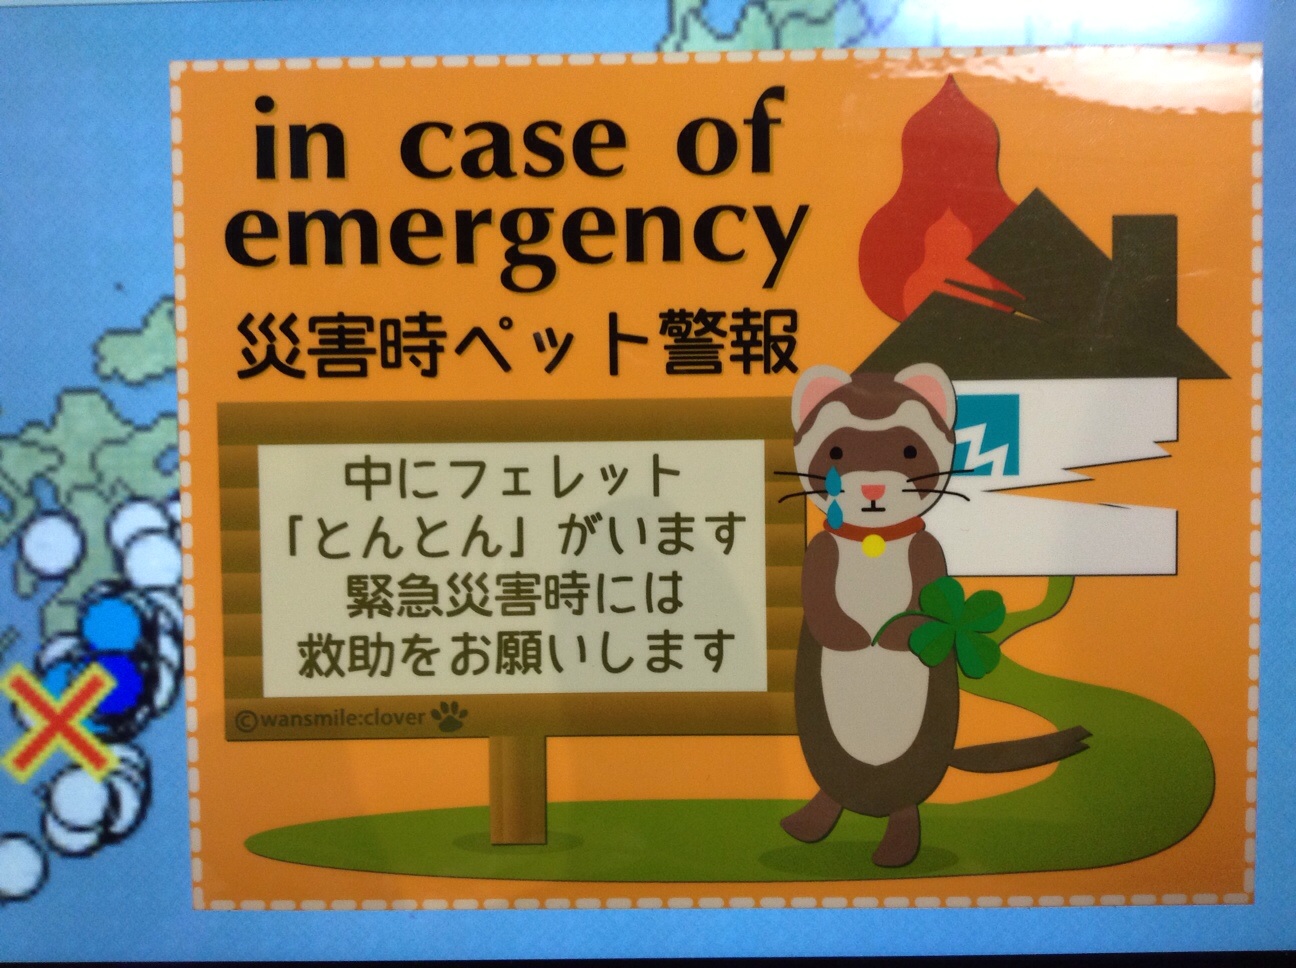 in case of
emergency
災害時ペット警報
中にフェレット
「とんとん」がいます
緊急災害時には
救助をお願いします
©wansmile:clover